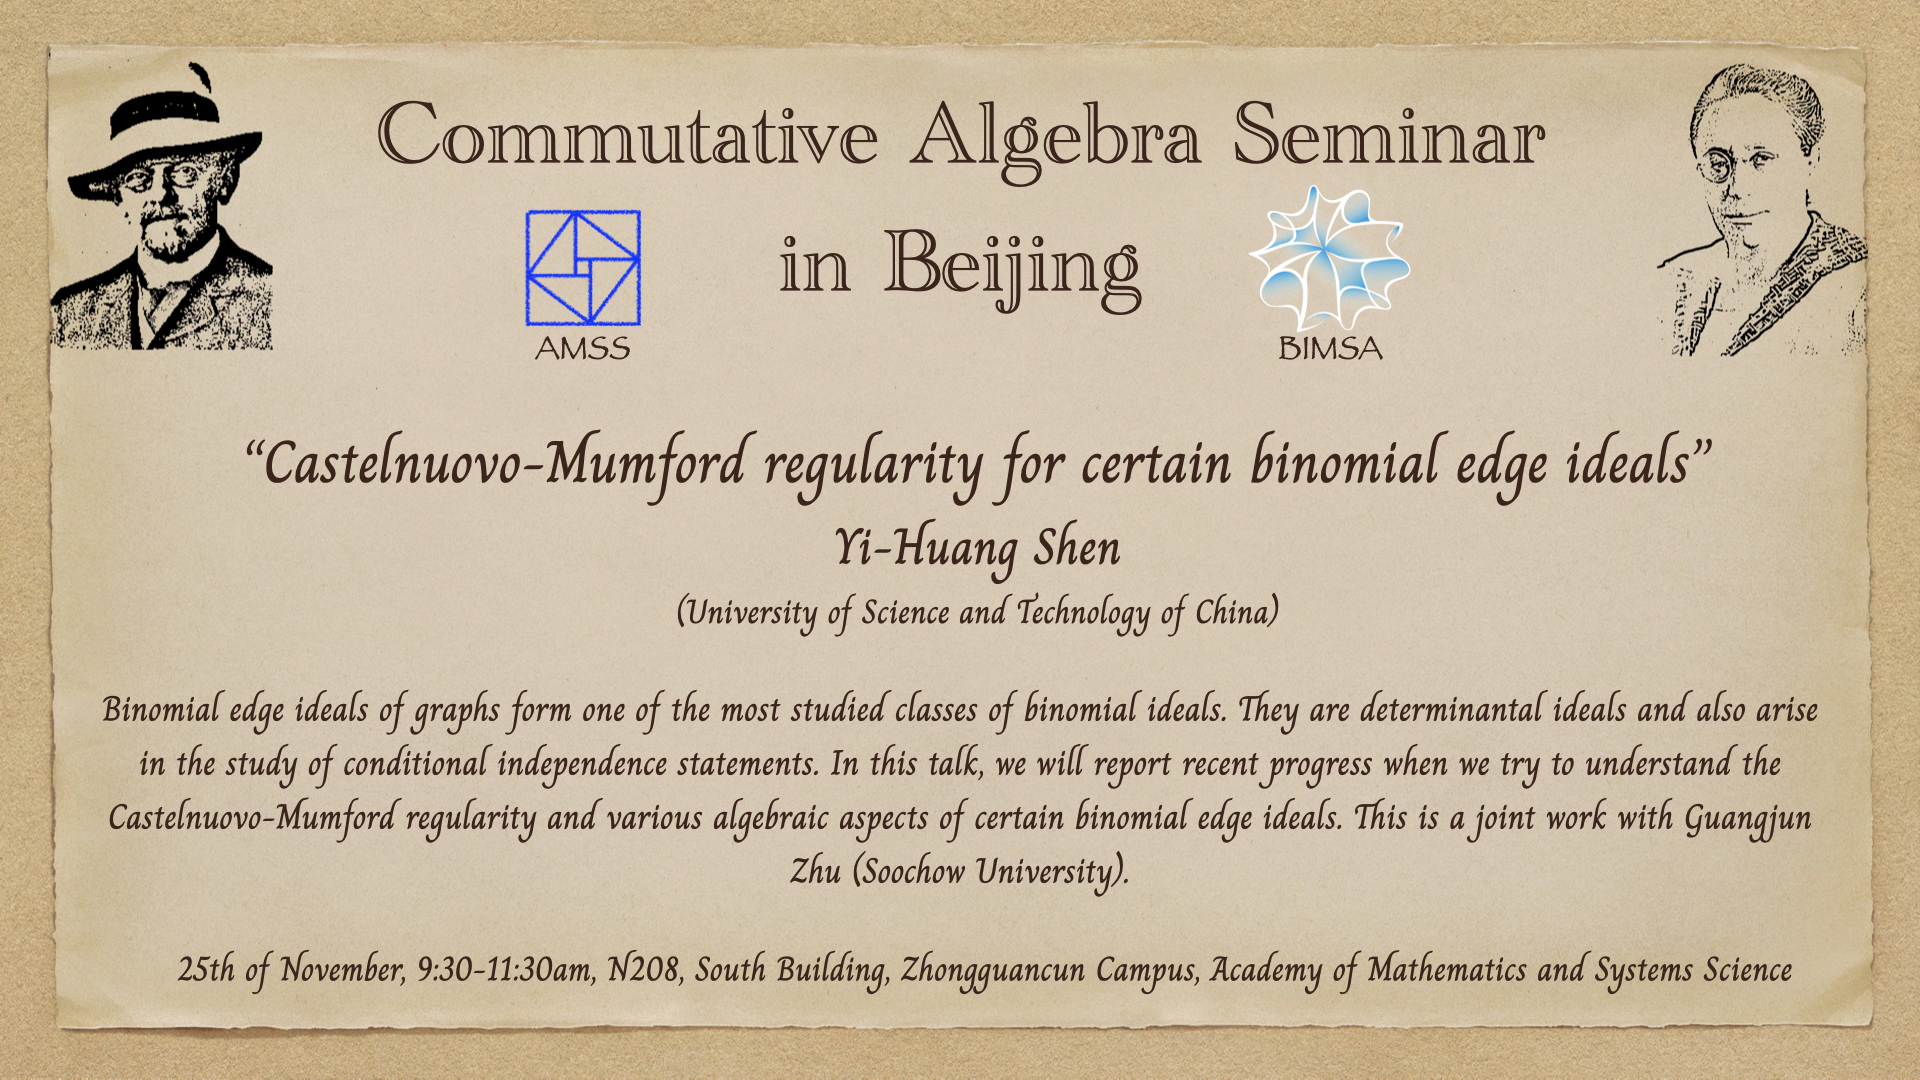 Commutative Algebra Seminar
in Beijing
AMSS
BIMSA
“Castelnuovo-Mumford regularity for certain binomial edge ideals”
Yi-Huang Shen
(University of Science and Technology of China)
Binomial edge ideals of graphs form one of the most studied classes of binomial ideals. They are determinantal ideals and also arise
in the study of conditional independence statements. In this talk, we will report recent progress when we try to understand the
Castelnuovo-Mumford regularity and various algebraic aspects of certain binomial edge ideals. This is a joint work with Guangjun
Zhu (Soochow University).
25th of November, 9:30-11:30am, N208, South Building, Zhongguancun Campus, Academy of Mathematics and Systems Science